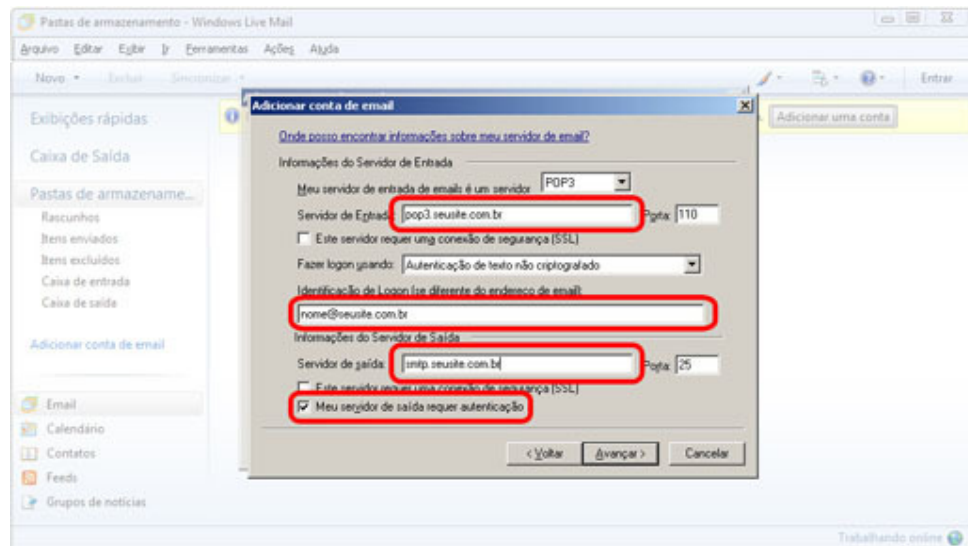 Pastas de armazenamento - Windows Live Mail
Arquivo Editar Exibir Ir Ferramentas Ações Ajuda
Novo Excluir Sincronizar Entrar
Adicionar conta de email
Exibições rápidas
Adicionar uma conta
Onde posso encontrar informações sobre meu servidor de email?
Caixa de Saída
Informações do Servidor de Entrada
Meu servidor de entrada de emails é um servidor POP3
Pastas de armazename...
Rascunhos
Servidor de Entrada: pop3.seusite.com.br Porta: 110
Itens enviados
Este servidor requer uma conexão de segurança (SSL)
Itens excluídos
Fazer logon usando: Autenticação de texto não criptografado
Caixa de entrada
Identificação de Logon (se diferente do endereço de email):
Caixa de saída
nome@seusite.com.br
Informações do Servidor de Saída
Adicionar conta de email
Servidor de saída: smtp.seusite.com.br Porta: 25
Este servidor requer uma conexão de segurança (SSL)
Email
Meu servidor de saída requer autenticação
Calendário
Contatos
< Voltar Avançar > Cancelar
Feeds
Grupos de notícias
Trabalhando online